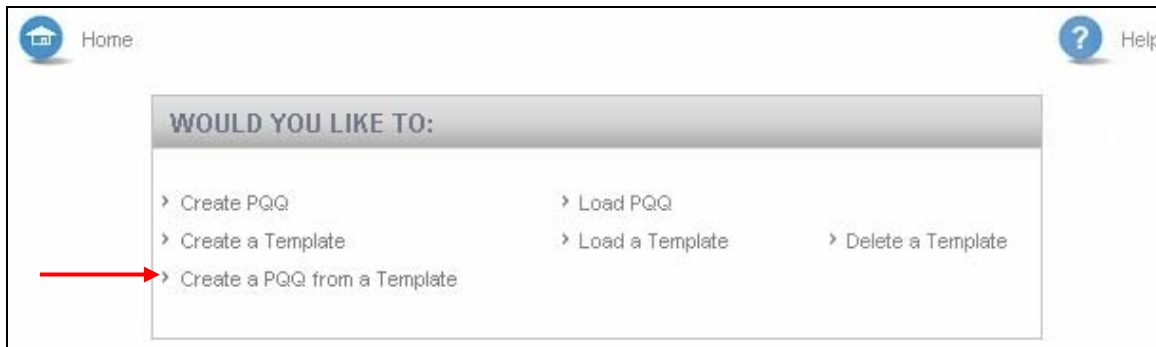 Home
Help
WOULD YOU LIKE TO:
› Create PQQ
› Load PQQ
› Create a Template
› Load a Template
› Delete a Template
› Create a PQQ from a Template